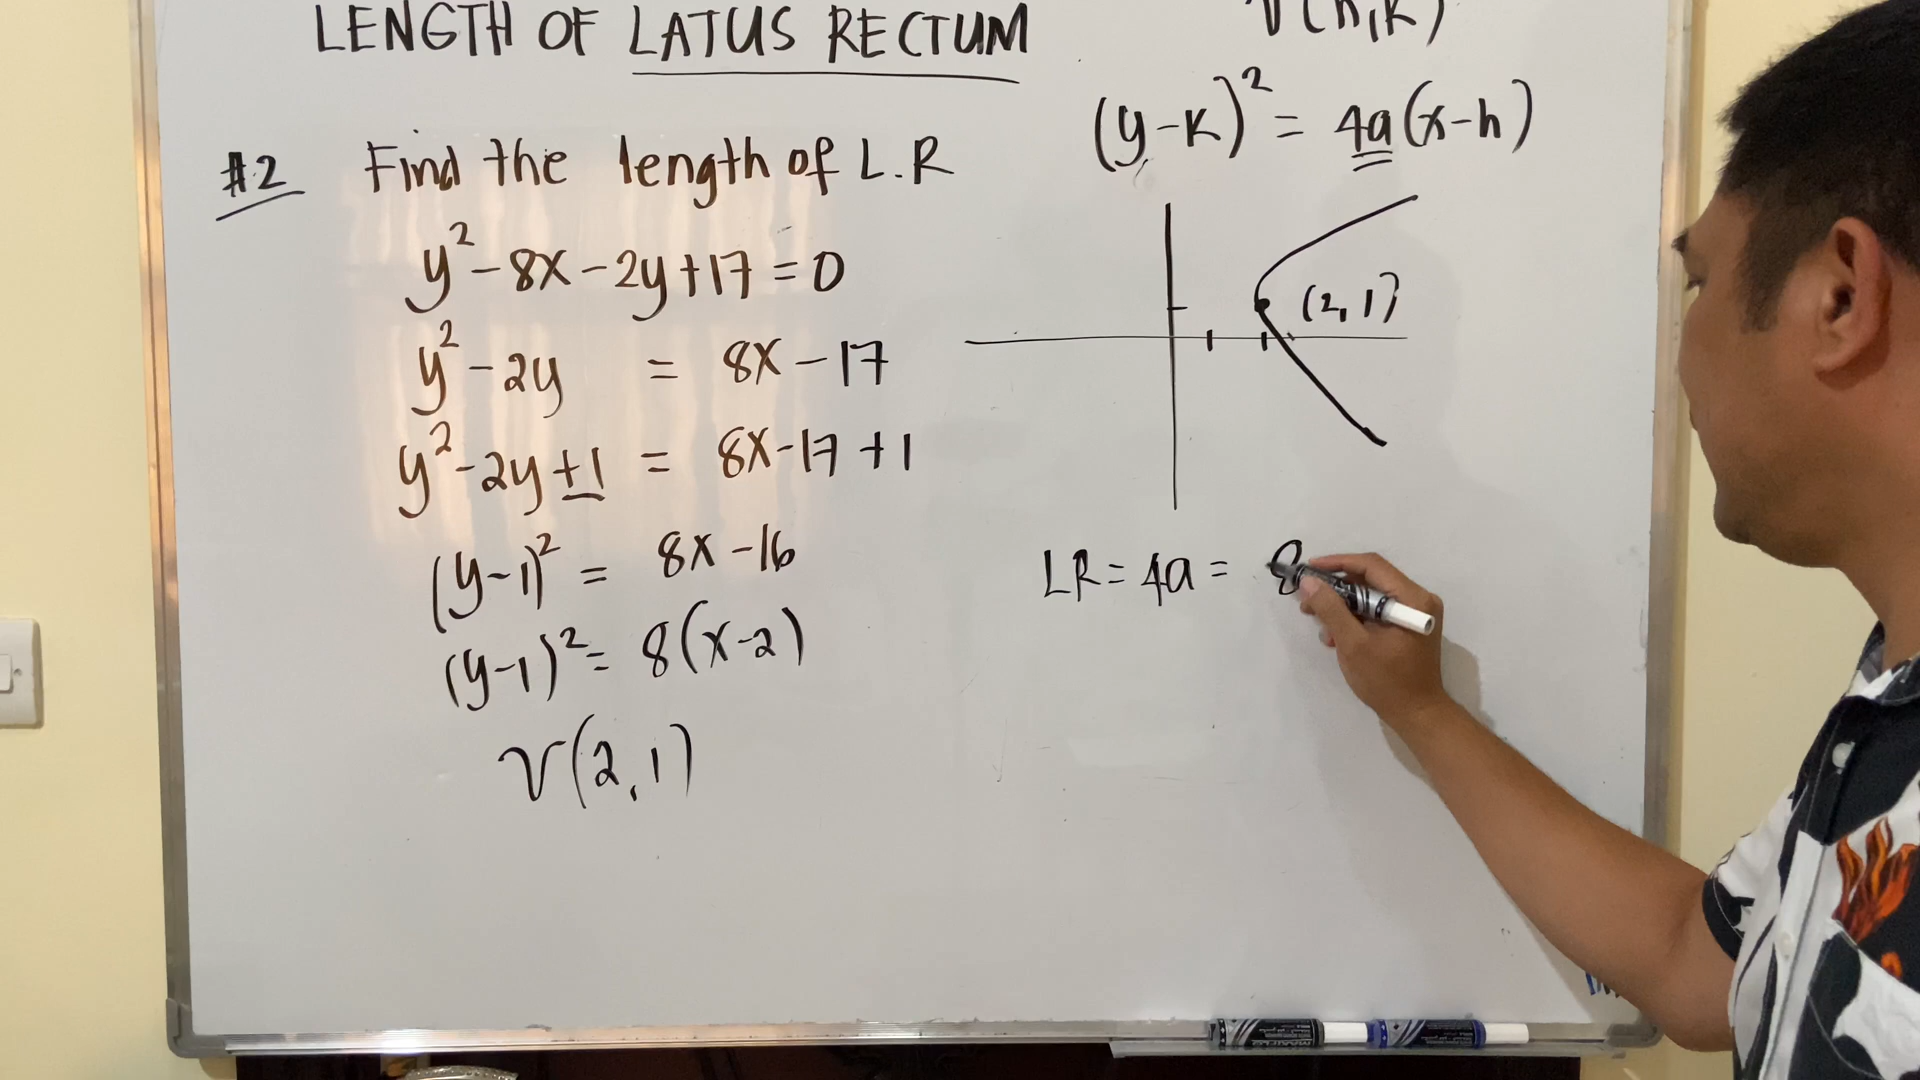 LENGTH OF LATUS RECTUM
#2 Find the length of L.R
y² - 8x - 2y + 17 = 0
y² - 2y = 8x - 17
y² - 2y + 1 = 8x - 17 + 1
(y-1)² = 8x - 16
(y-1)² = 8(x-2)
V(2,1)
V(h,k)
(y-k)² = 4a(x-h)
(2,1)
LR = 4a = 8